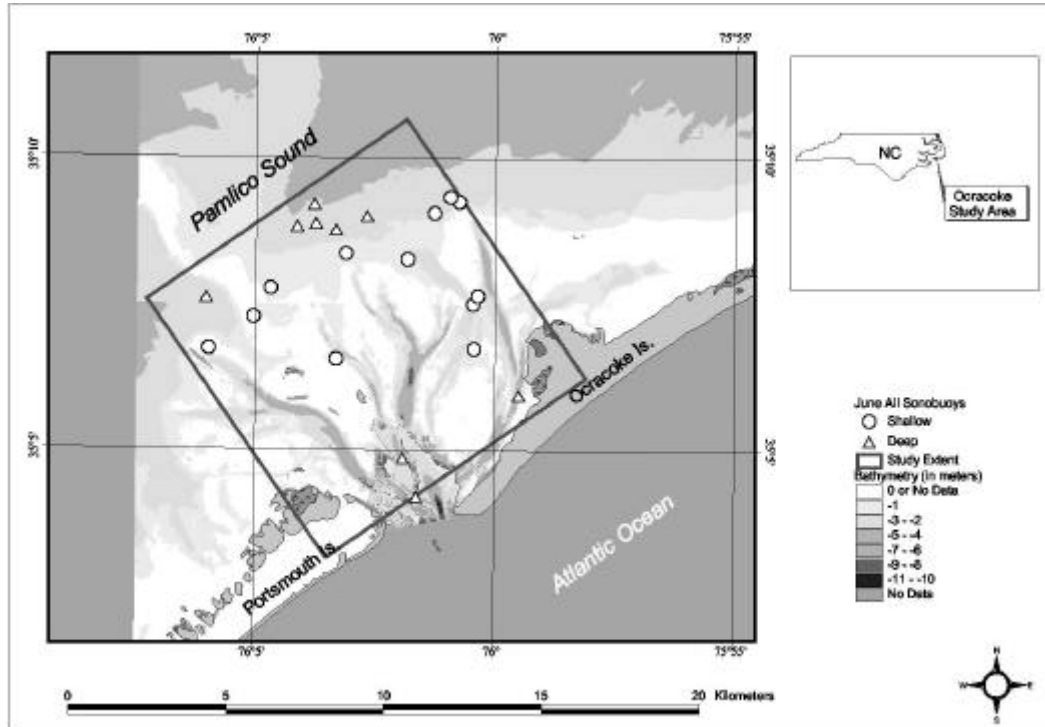 76°5'
76°
75°55'
35°10'
35°10'
Pamlico Sound
NC
Ocracoke
Study Area
Ocracoke Is.
35°5'
35°5'
Portsmouth Is.
Atlantic Ocean
June All Sonobuoys
Shallow
Deep
Study Extent
Bathymetry (in meters)
0 or No Data
-1
-3 - -2
-5 - -4
-7 - -6
-9 - -8
-11 - -10
No Data
76°5'
76°
75°55'
0
5
10
15
20
Kilometers
N
W
E
S